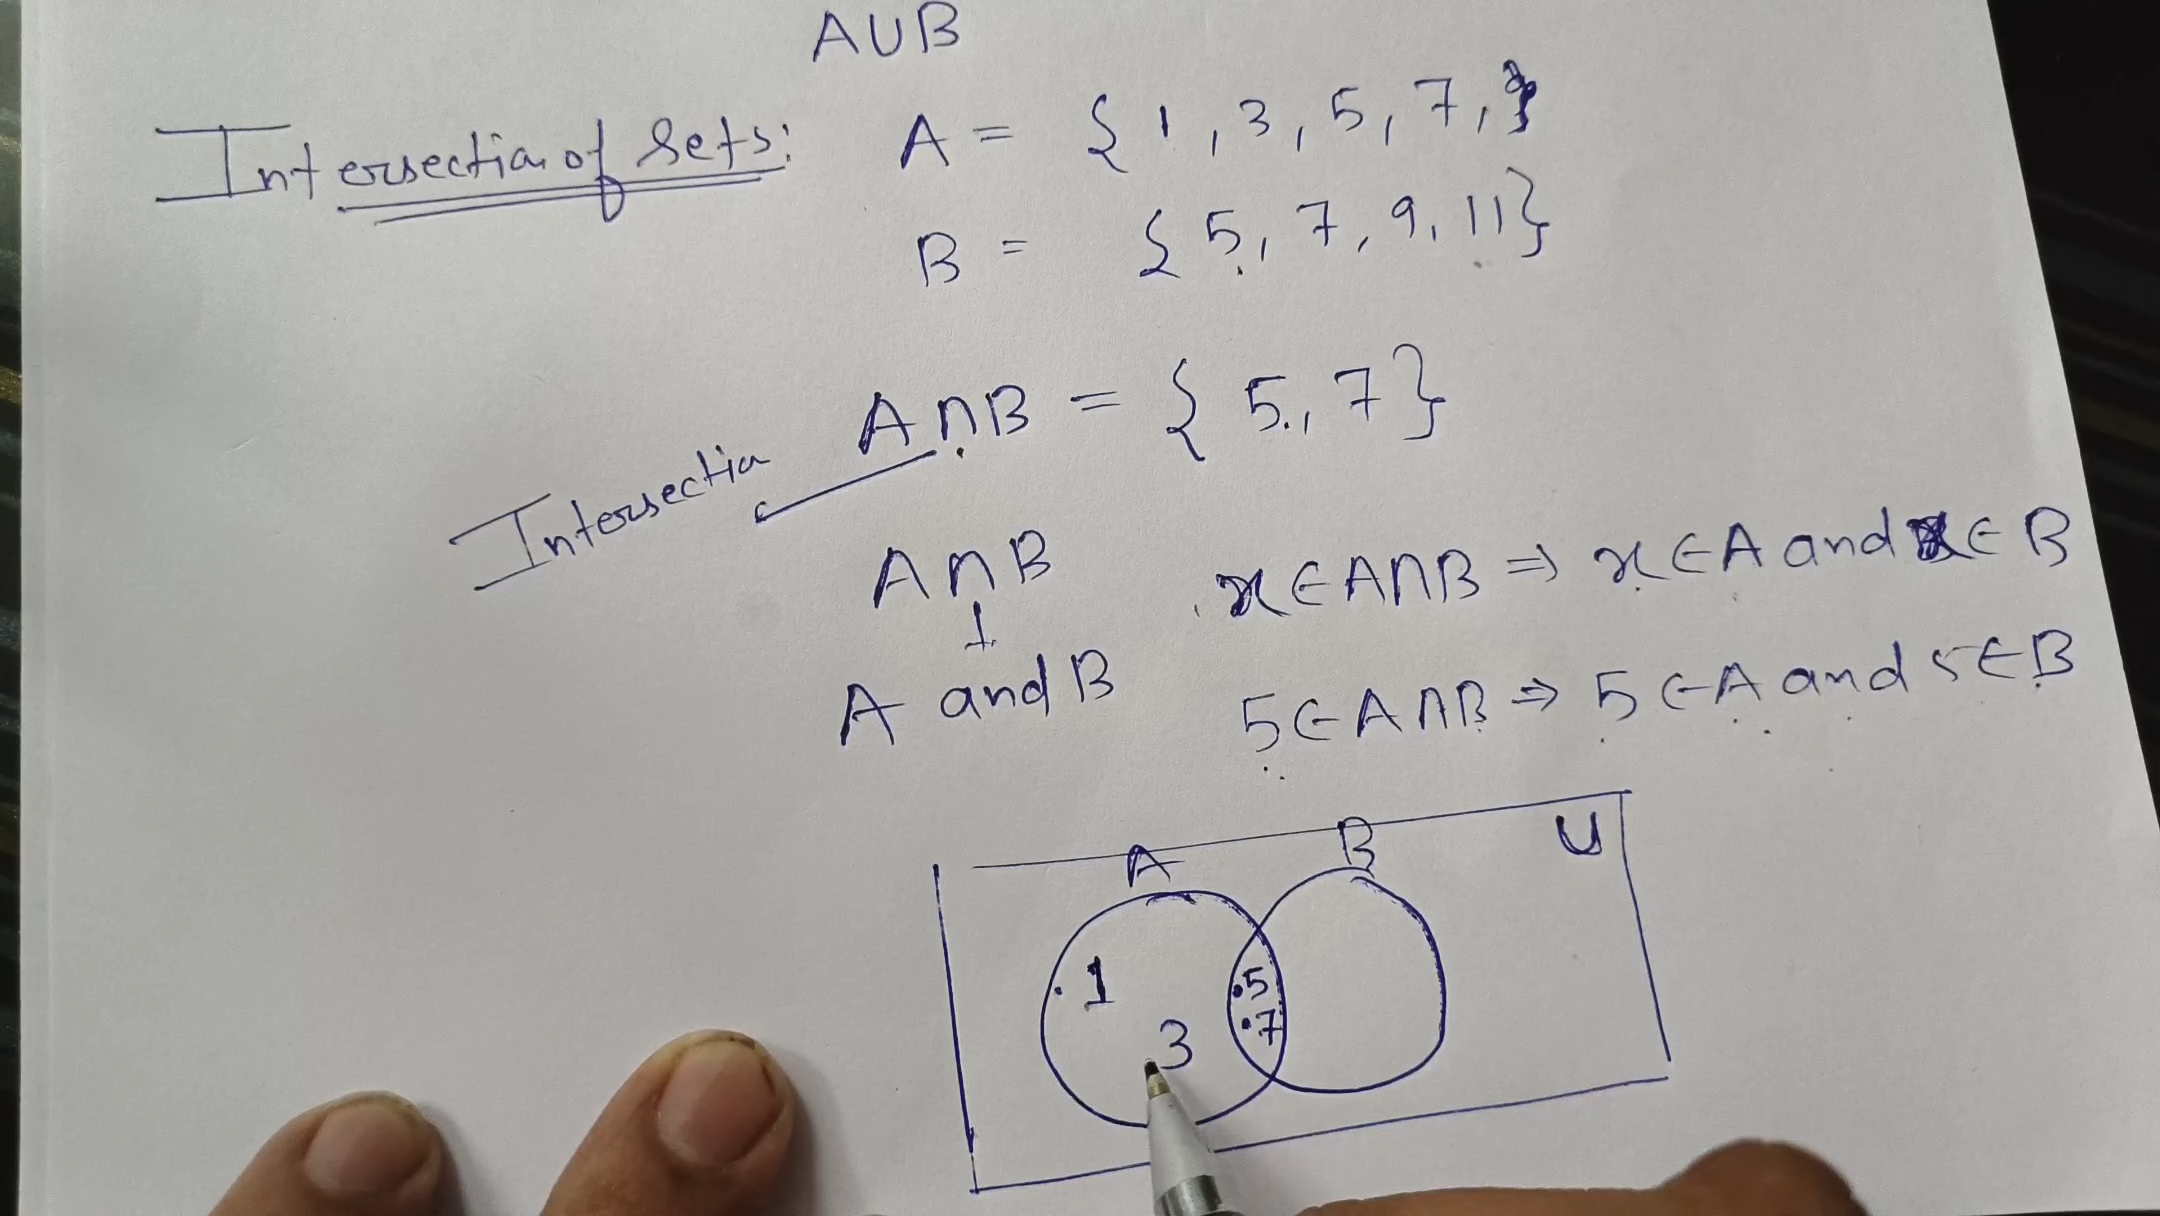 A∪B
Intersection of Sets:
A = {1, 3, 5, 7, }
B = {5, 7, 9, 11}
A∩B = {5, 7}
Intersection
A∩B
x∈A∩B ⇒ x∈A and x∈B
A and B
5∈A∩B ⇒ 5∈A and 5∈B
A B U
1 .5
3 .7